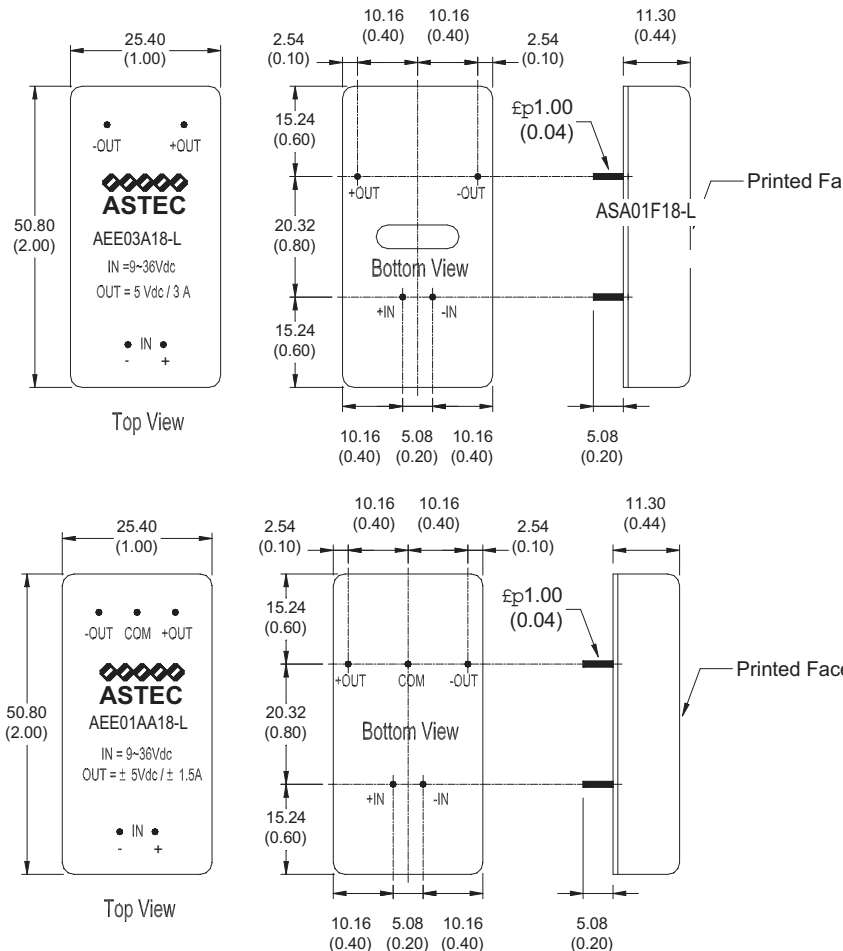 10.16 10.16 11.30
25.40 2.54 (0.40) (0.40) 2.54 (0.44)
(1.00) (0.10) (0.10)
£p1.00
(0.04)
15.24
(0.60)
-OUT +OUT
+OUT -OUT
Printed Fa
ASTEC
ASA01F18-L
50.80
(2.00)
AEE03A18-L
20.32
(0.80)
IN =9~36Vdc
Bottom View
OUT = 5 Vdc / 3 A
+IN -IN
15.24
(0.60)
IN
- +
Top View
10.16 5.08 10.16 5.08
(0.40) (0.20) (0.40) (0.20)
10.16 10.16 11.30
25.40 2.54 (0.40) (0.40) 2.54 (0.44)
(1.00) (0.10) (0.10)
£p1.00
(0.04)
15.24
(0.60)
-OUT COM +OUT
+OUT COM -OUT
Printed Face
ASTEC
50.80
(2.00)
AEE01AA18-L
20.32
(0.80)
Bottom View
IN = 9~36Vdc
OUT = ± 5Vdc / ± 1.5A
+IN -IN
15.24
(0.60)
IN
- +
Top View
10.16 5.08 10.16 5.08
(0.40) (0.20) (0.40) (0.20)